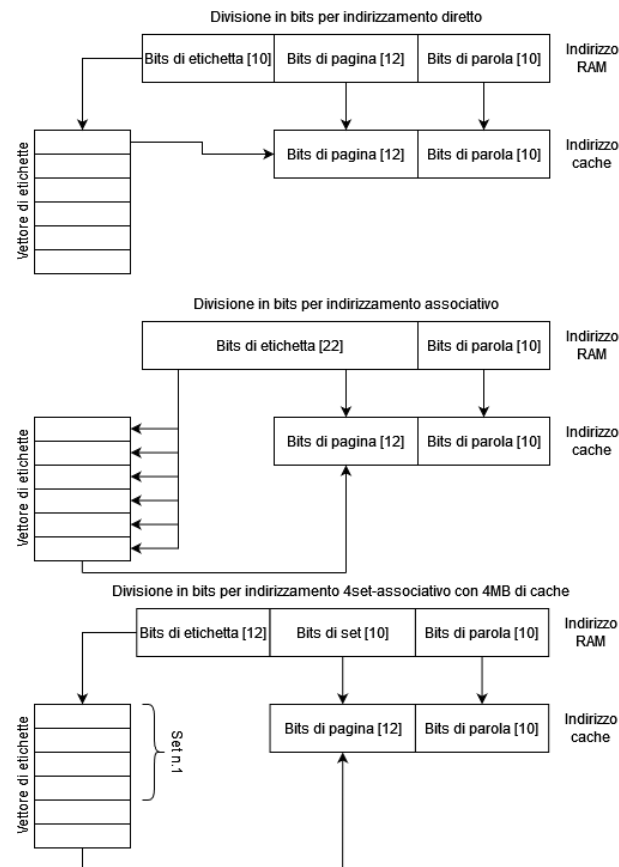 Divisione in bits per indirizzamento diretto
Bits di etichetta [10] Bits di pagina [12] Bits di parola [10] Indirizzo
RAM
Vettore di etichette
Bits di pagina [12] Bits di parola [10] Indirizzo
cache
Divisione in bits per indirizzamento associativo
Bits di etichetta [22] Bits di parola [10] Indirizzo
RAM
Vettore di etichette
Bits di pagina [12] Bits di parola [10] Indirizzo
cache
Divisione in bits per indirizzamento 4set-associativo con 4MB di cache
Bits di etichetta [12] Bits di set [10] Bits di parola [10] Indirizzo
RAM
Vettore di etichette
Set n.1
Bits di pagina [12] Bits di parola [10] Indirizzo
cache